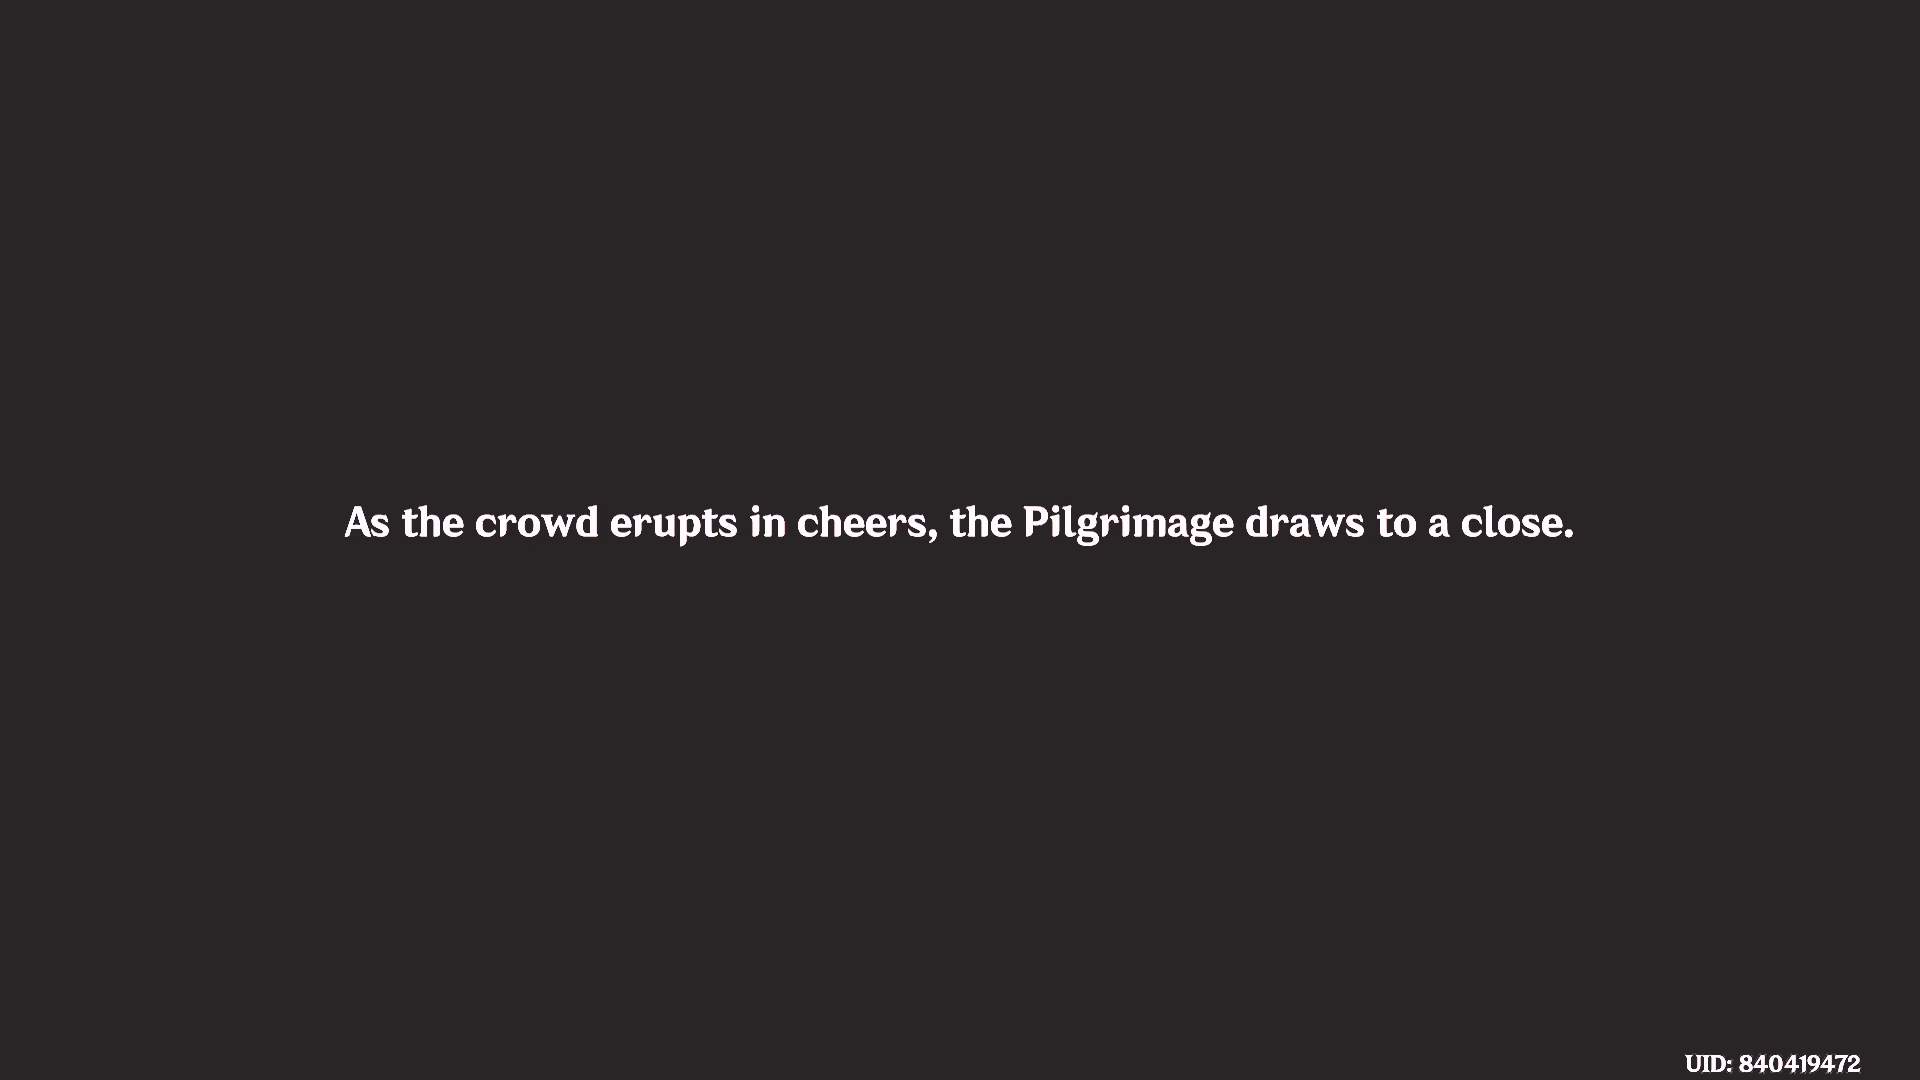 As the crowd erupts in cheers, the Pilgrimage draws to a close.
UID: 840419472